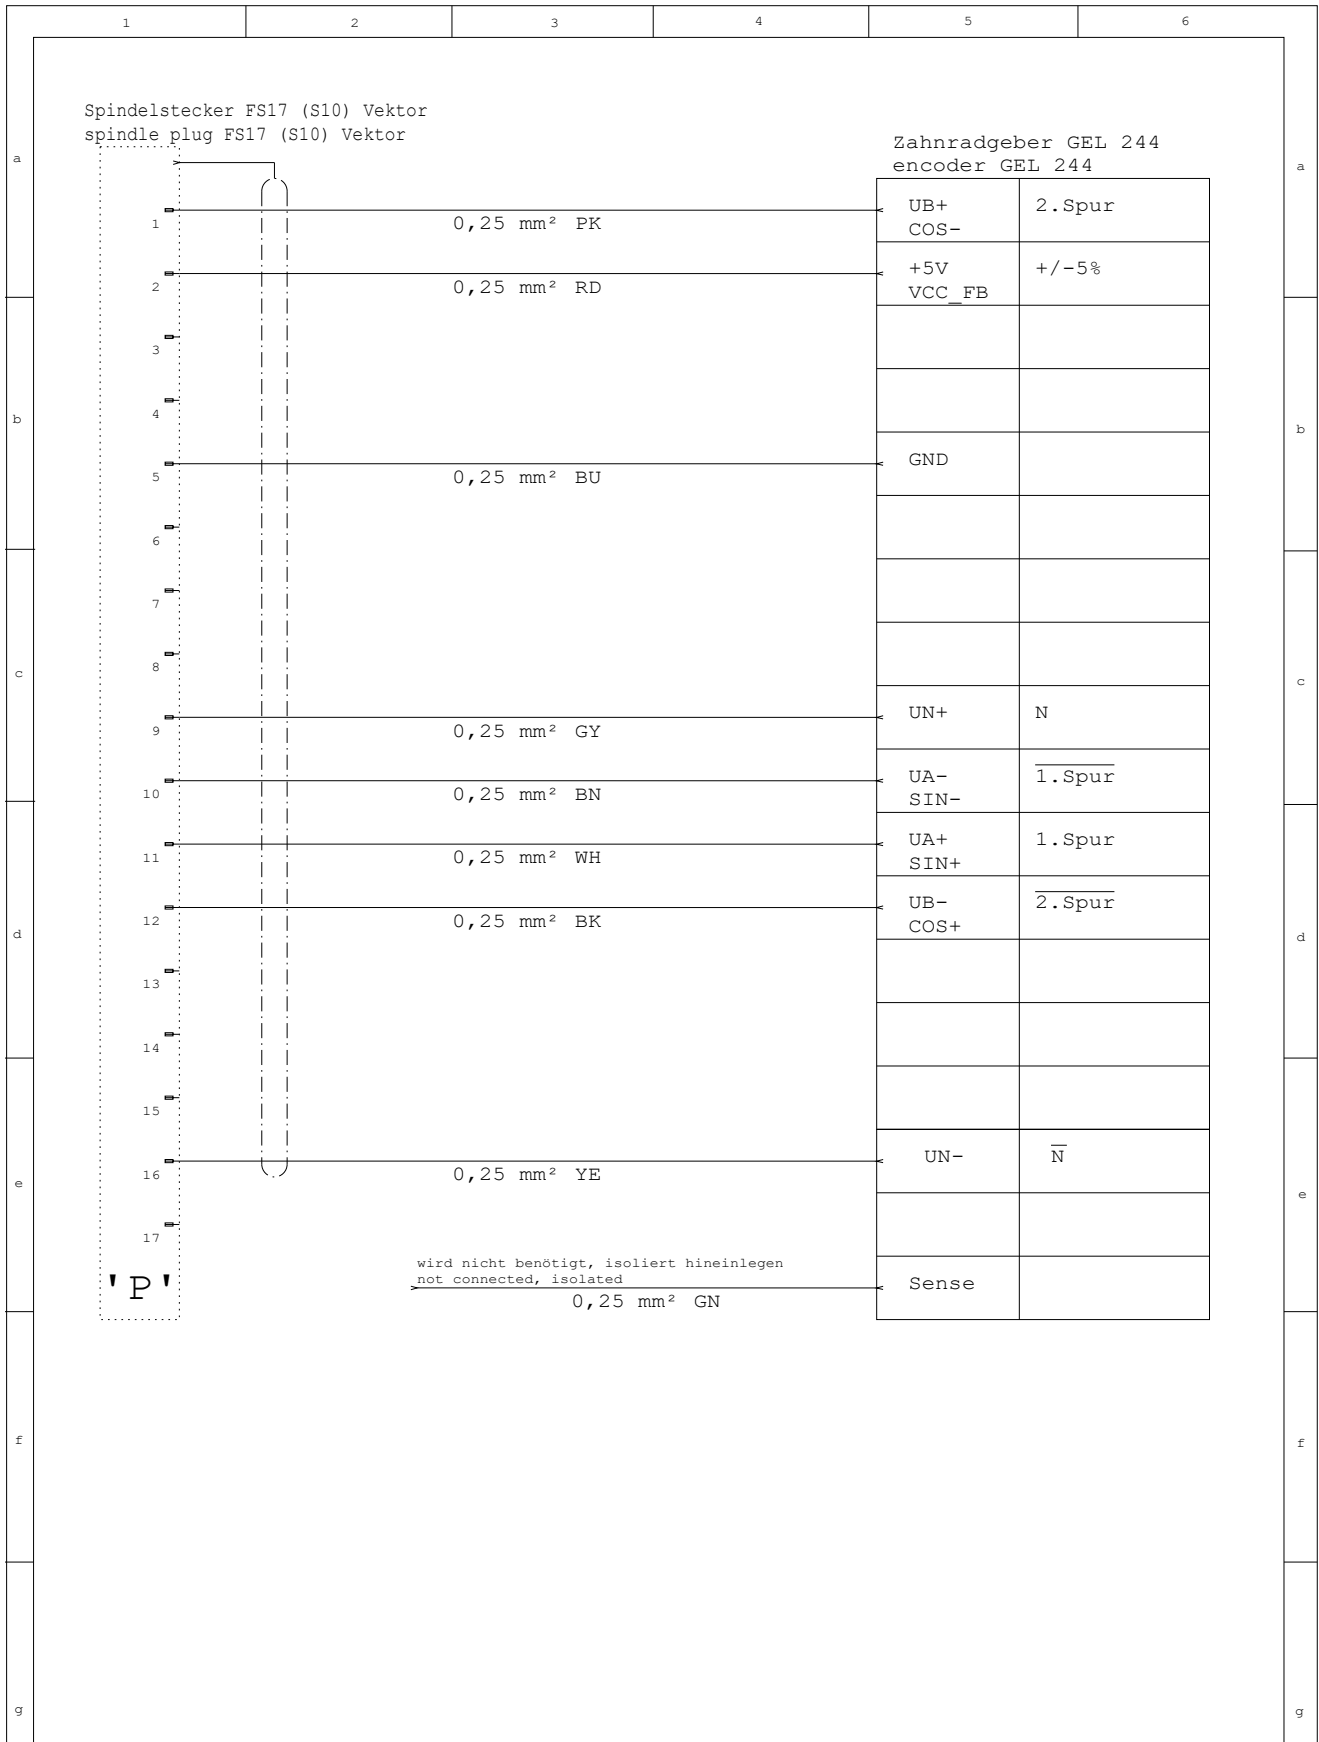 1 2 3 4 5 6
Spindelstecker FS17 (S10) Vektor
spindle plug FS17 (S10) Vektor
Zahnradgeber GEL 244
encoder GEL 244
a a
UB+ 2.Spur
1 0,25 mm² PK COS-
+5V +/-5%
2 0,25 mm² RD VCC_FB
3
4
b b
GND
5 0,25 mm² BU
6
7
8
c c
UN+ N
9 0,25 mm² GY
UA- 1.Spur
10 0,25 mm² BN SIN-
UA+ 1.Spur
11 0,25 mm² WH SIN+
UB- 2.Spur
12 0,25 mm² BK COS+
d d
13
14
15
UN- N
16 0,25 mm² YE
e e
17
wird nicht benötigt, isoliert hineinlegen
not connected, isolated
'P' Sense
0,25 mm² GN
f f
g g